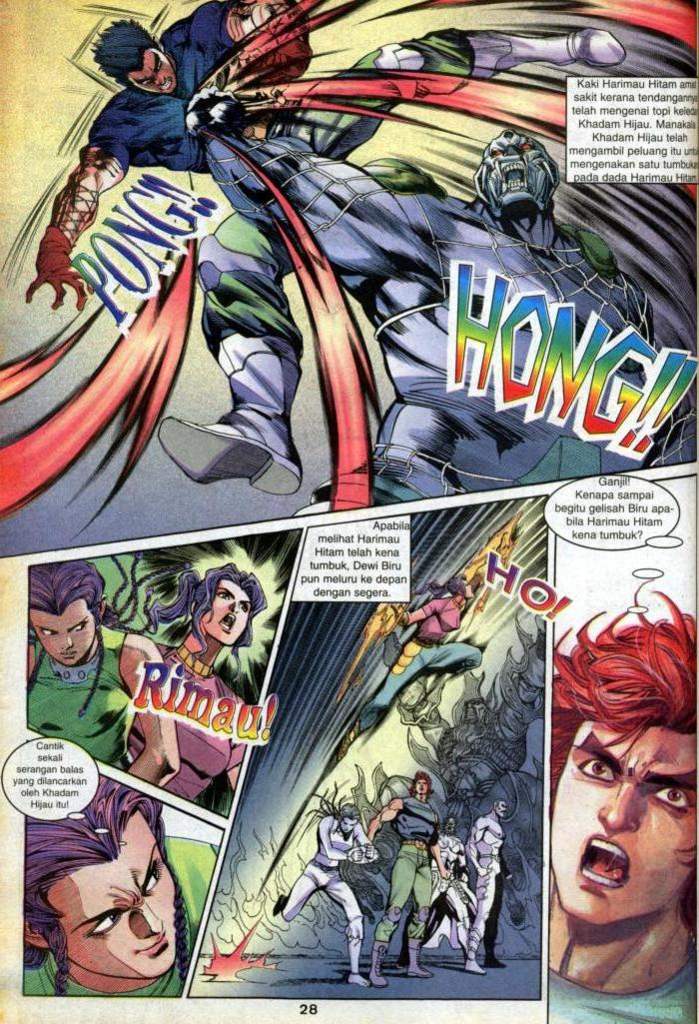 Kaki Harimau Hitam
sakit kerana tendangannya
telah mengenai topi
Khadam Hijau. Manakala
Khadam Hijau telah
mengambil peluang itu
mengenakan satu tumbuk
pada dada Harimau Hitam
PONG!!
HONG!!
Apabila
melihat Harimau
Hitam telah kena
tumbuk, Dewi Biru
pun meluru ke depan
dengan segera.
Ganjil!
Kenapa sampai
begitu gelisah Biru apa-
bila Harimau Hitam
kena tumbuk?
HO!
Rimau!
Cantik
sekali
serangan balas
yang dilancarkan
oleh Khadam
Hijau itu!
28